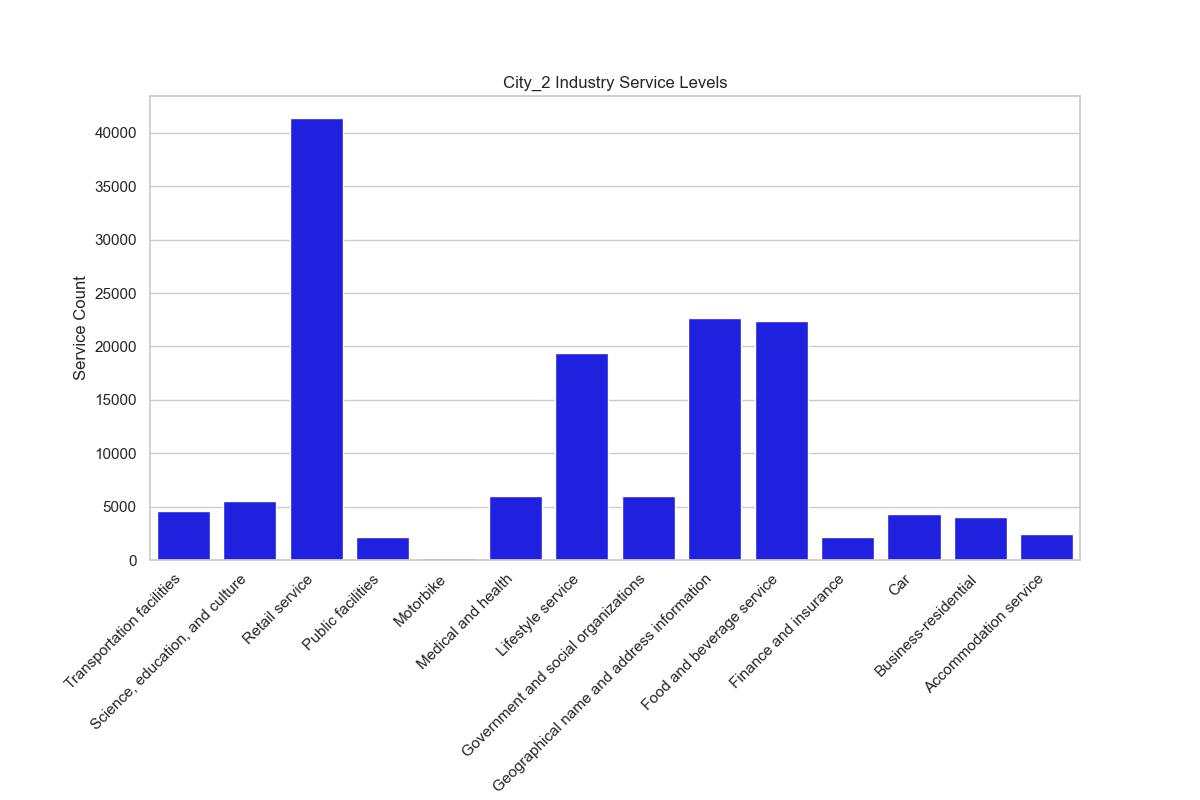 City_2 Industry Service Levels
Service Count
40000
35000
30000
25000
20000
15000
10000
5000
0
Transportation facilities
Science, education, and culture
Retail service
Public facilities
Motorbike
Medical and health
Lifestyle service
Government and social organizations
Geographical name and address information
Food and beverage service
Finance and insurance
Car
Business-residential
Accommodation service